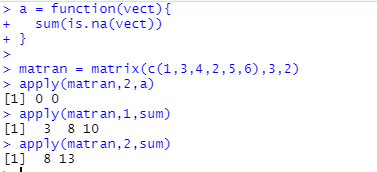 > a = function(vect){
+   sum(is.na(vect))
+ }
>
> matran = matrix(c(1,3,4,2,5,6),3,2)
> apply(matran,2,a)
[1] 0 0
> apply(matran,1,sum)
[1]  3  8 10
> apply(matran,2,sum)
[1]  8 13
>